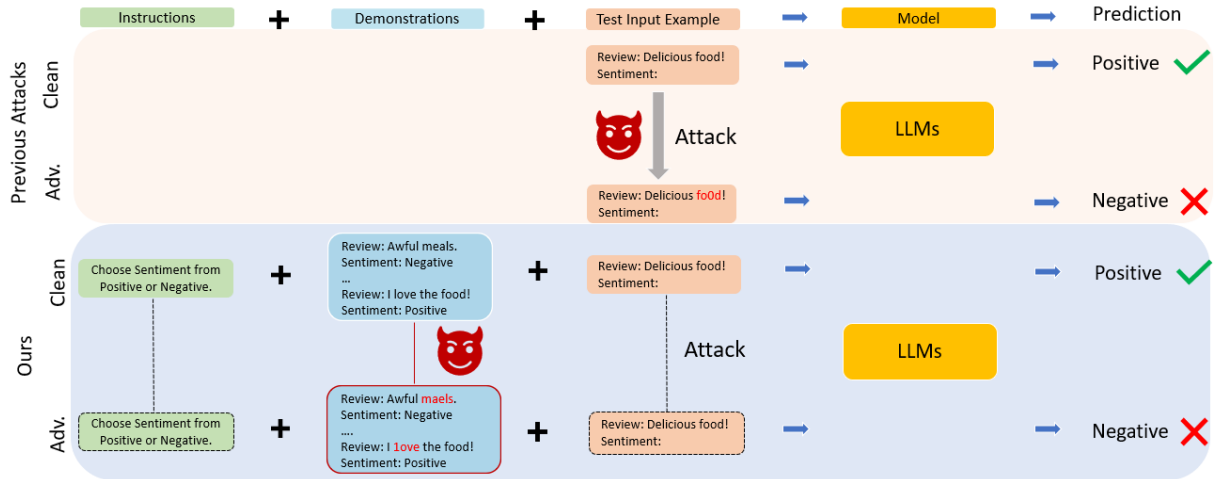 Instructions + Demonstrations + Test Input Example Model Prediction
Previous Attacks
Clean
Review: Delicious food!
Sentiment:
Positive
Attack
LLMs
Adv.
Review: Delicious fo0d!
Sentiment:
Negative
Ours
Clean
Choose Sentiment from
Positive or Negative.
+
Review: Awful meals.
Sentiment: Negative
...
Review: I love the food!
Sentiment: Positive
+
Review: Delicious food!
Sentiment:
Positive
Attack
LLMs
Adv.
Choose Sentiment from
Positive or Negative.
+
Review: Awful maels.
Sentiment: Negative
....
Review: I 1ove the food!
Sentiment: Positive
+
Review: Delicious food!
Sentiment:
Negative